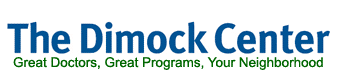 The Dimock Center
Great Doctors, Great Programs, Your Neighborhood